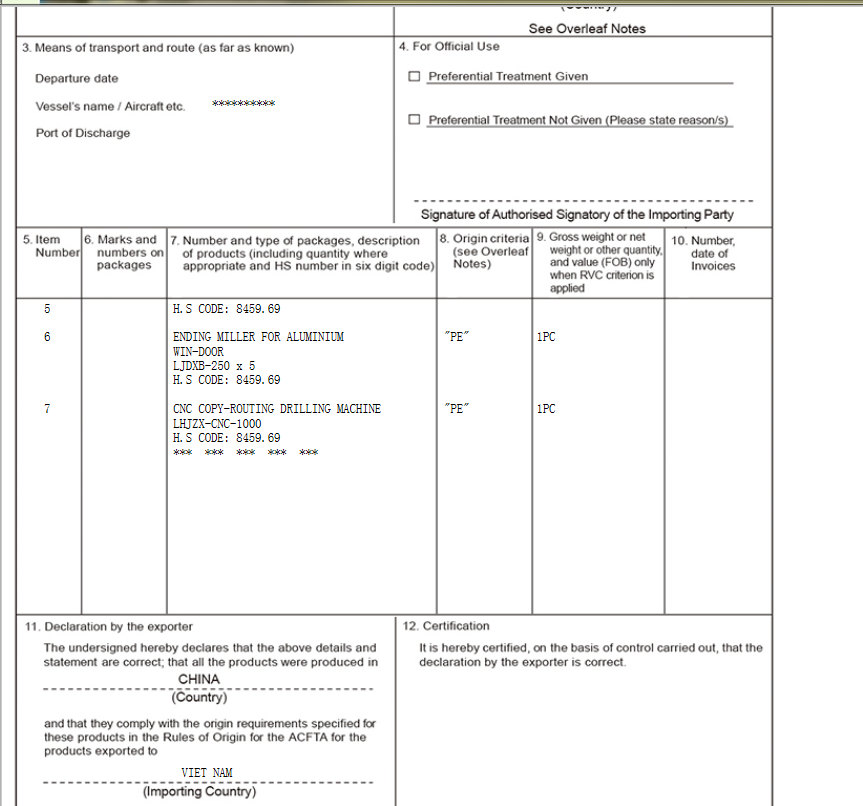 See Overleaf Notes
3. Means of transport and route (as far as known)
Departure date
Vessel's name / Aircraft etc. **********
Port of Discharge
4. For Official Use
Preferential Treatment Given
Preferential Treatment Not Given (Please state reason/s)
Signature of Authorised Signatory of the Importing Party
5. Item
Number
6. Marks and
numbers on
packages
7. Number and type of packages, description
of products (including quantity where
appropriate and HS number in six digit code)
8. Origin criteria
(see Overleaf
Notes)
9. Gross weight or net
weight or other quantity,
and value (FOB) only
when RVC criterion is
applied
10. Number,
date of
Invoices
5 H.S CODE: 8459.69
6 ENDING MILLER FOR ALUMINIUM "PE" 1PC
WIN-DOOR
LJDXB-250 x 5
H.S CODE: 8459.69
7 CNC COPY-ROUTING DRILLING MACHINE "PE" 1PC
LHJZX-CNC-1000
H.S CODE: 8459.69
*** *** *** *** ***
11. Declaration by the exporter
The undersigned hereby declares that the above details and
statement are correct; that all the products were produced in
CHINA
(Country)
and that they comply with the origin requirements specified for
these products in the Rules of Origin for the ACFTA for the
products exported to
VIET NAM
(Importing Country)
12. Certification
It is hereby certified, on the basis of control carried out, that the
declaration by the exporter is correct.